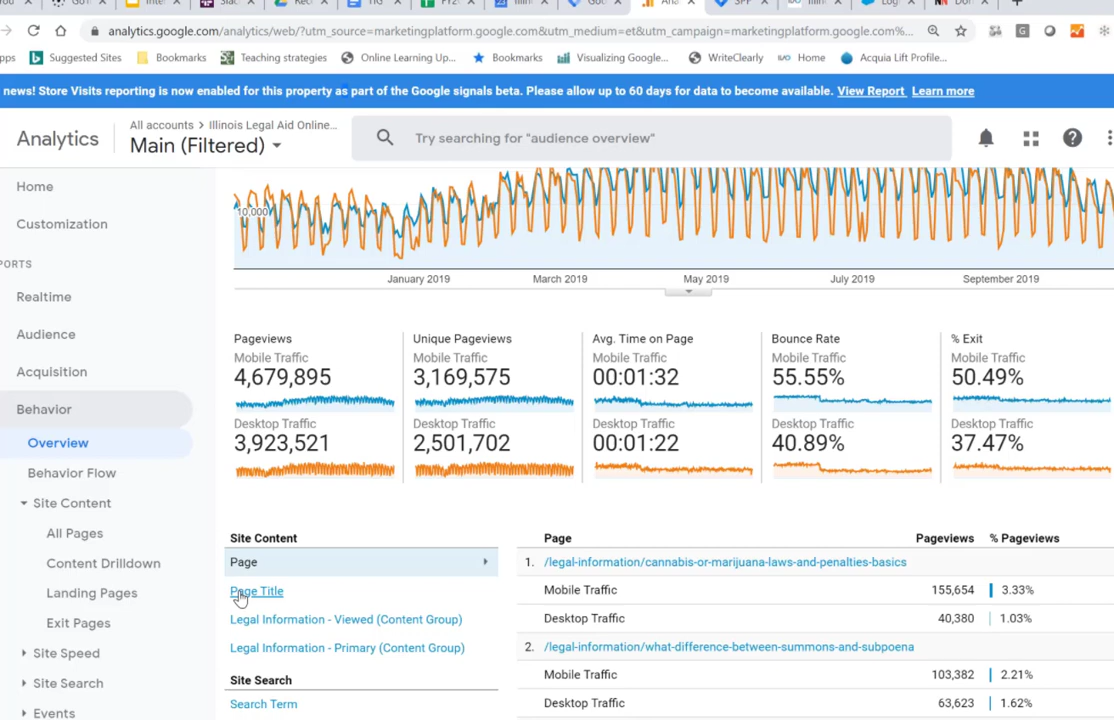 analytics.google.com/analytics/web/?utm_source=marketingplatform.google.com&utm_medium=et&utm_campaign=marketingplatform.google.com%...
Suggested Sites Bookmarks Teaching strategies Online Learning Up... Bookmarks Visualizing Google... WriteClearly Home Acquia Lift Profile...
news! Store Visits reporting is now enabled for this property as part of the Google signals beta. Please allow up to 60 days for data to become available. View Report Learn more
Analytics
All accounts > Illinois Legal Aid Online...
Main (Filtered)
Try searching for "audience overview"
Home
Customization
PORTS
Realtime
Audience
Acquisition
Behavior
Overview
Behavior Flow
Site Content
All Pages
Content Drilldown
Landing Pages
Exit Pages
Site Speed
Site Search
Events
10,000
January 2019 March 2019 May 2019 July 2019 September 2019
Pageviews
Mobile Traffic
4,679,895
Desktop Traffic
3,923,521
Unique Pageviews
Mobile Traffic
3,169,575
Desktop Traffic
2,501,702
Avg. Time on Page
Mobile Traffic
00:01:32
Desktop Traffic
00:01:22
Bounce Rate
Mobile Traffic
55.55%
Desktop Traffic
40.89%
% Exit
Mobile Traffic
50.49%
Desktop Traffic
37.47%
Site Content
Page
Page Title
Legal Information - Viewed (Content Group)
Legal Information - Primary (Content Group)
Site Search
Search Term
Page Pageviews % Pageviews
1. /legal-information/cannabis-or-marijuana-laws-and-penalties-basics
Mobile Traffic 155,654 3.33%
Desktop Traffic 40,380 1.03%
2. /legal-information/what-difference-between-summons-and-subpoena
Mobile Traffic 103,382 2.21%
Desktop Traffic 63,623 1.62%